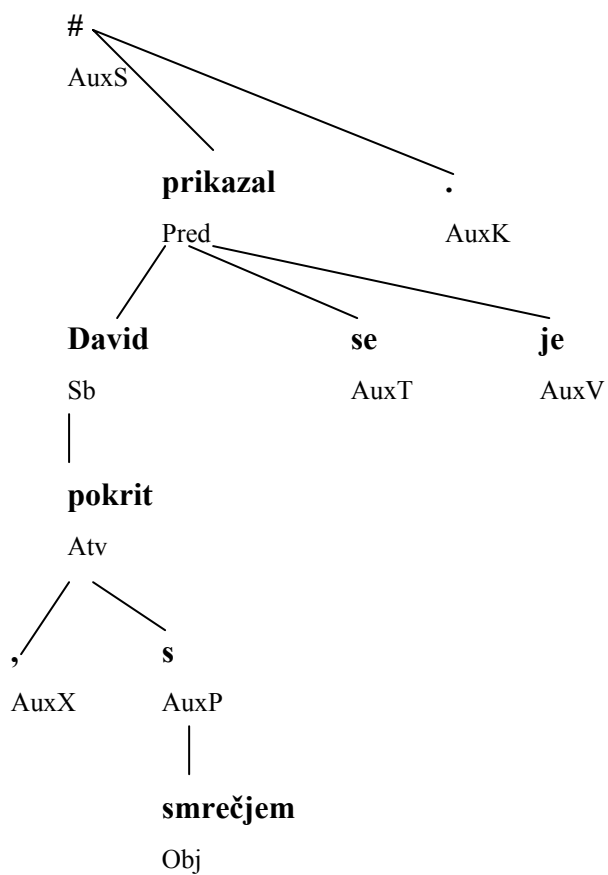 #
AuxS
prikazal .
Pred AuxK
David se je
Sb AuxT AuxV
pokrit
Atv
, s
AuxX AuxP
smrečjem
Obj